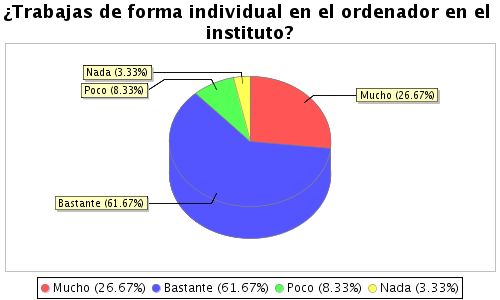 ¿Trabajas de forma individual en el ordenador en el
instituto?
Nada (3.33%)
Poco (8.33%)
Mucho (26.67%)
Bastante (61.67%)
Mucho (26.67%) Bastante (61.67%) Poco (8.33%) Nada (3.33%)